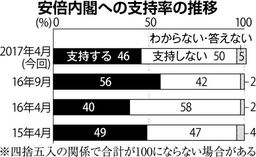 安倍内閣への支持率の推移
(%) 0 50 100
わからない・答えない
2017年4月 支持する 46 支持しない 50 5
(今回)
16年9月 56 42 2
16年4月 40 58 2
15年4月 49 47 4
※四捨五入の関係で合計が100にならない場合がある